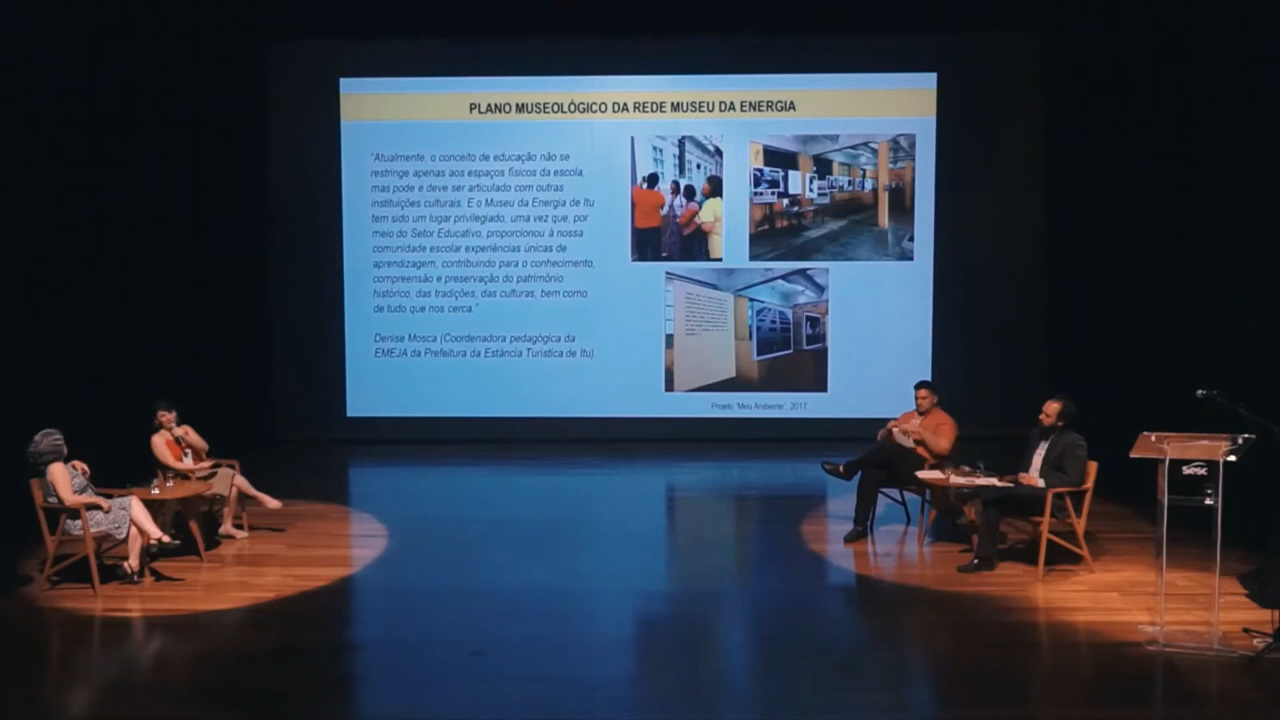 PLANO MUSEOLÓGICO DA REDE MUSEU DA ENERGIA
"Atualmente, o conceito de educação não se
restringe apenas aos espaços físicos da escola,
mas pode e deve ser articulado com outras
instituições culturais. E o Museu da Energia de Itu
tem sido um lugar privilegiado, uma vez que, por
meio do Setor Educativo, proporcionou à nossa
comunidade escolar experiências únicas de
aprendizagem, contribuindo para o conhecimento,
compreensão e preservação do patrimônio
histórico, das tradições, das culturas, bem como
de tudo que nos cerca."
Denise Mosca (Coordenadora pedagógica da
EMEJA da Prefeitura da Estância Turística de Itu).
Projeto "Meu Ambiente", 2017
Sesc